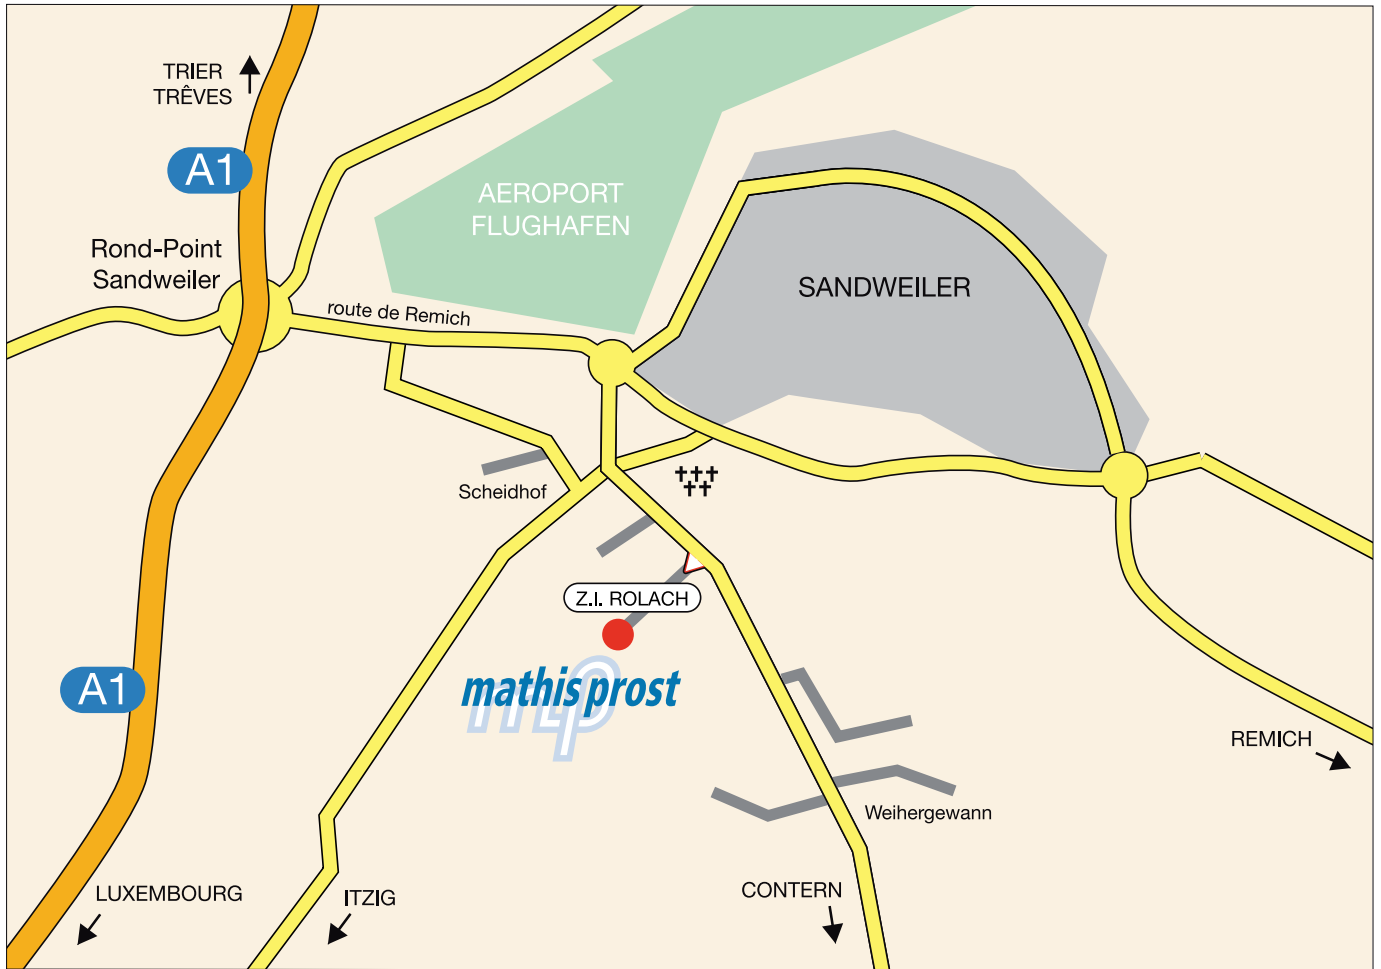 TRIER
TRÊVES
A1
AEROPORT
FLUGHAFEN
Rond-Point
Sandweiler
route de Remich
SANDWEILER
Scheidhof
Z.I. ROLACH
mathis prost
mp
A1
REMICH
Weihergewann
LUXEMBOURG
ITZIG
CONTERN